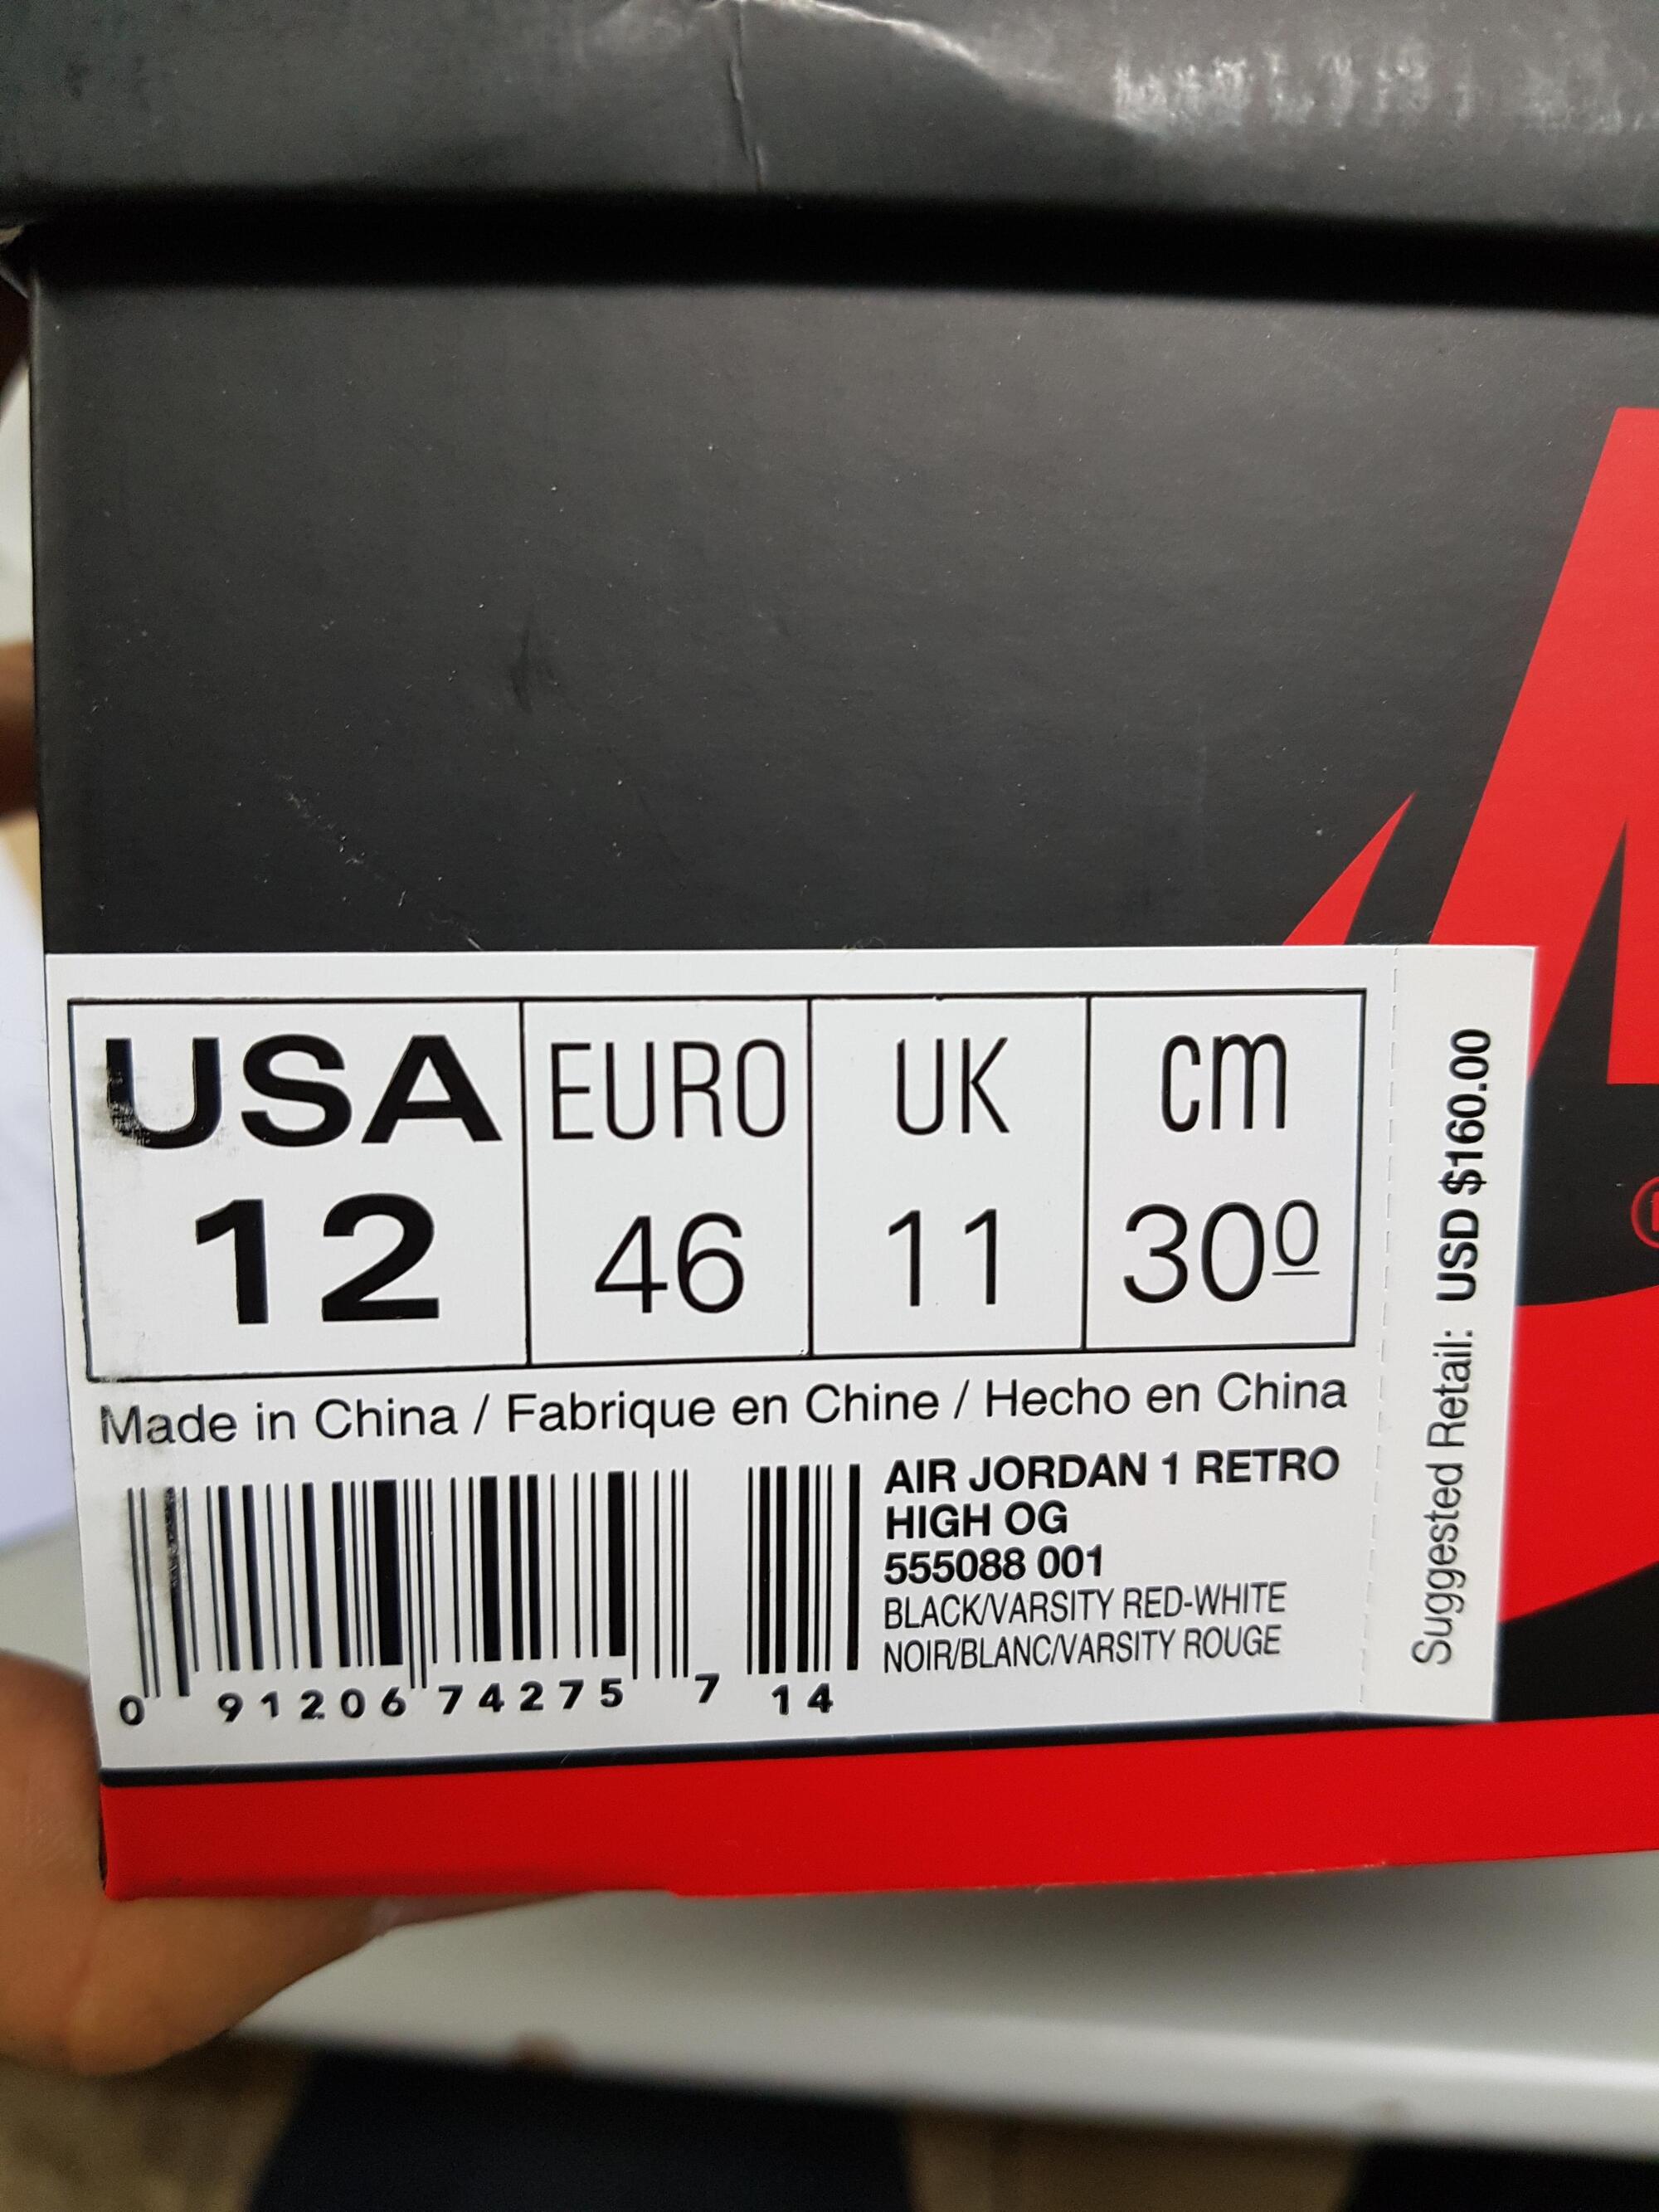 USA EURO UK cm
12 46 11 30º
Made in China / Fabrique en Chine / Hecho en China
AIR JORDAN 1 RETRO
HIGH OG
555088 001
BLACK/VARSITY RED-WHITE
NOIR/BLANC/VARSITY ROUGE
0 91206 74275 7 14
Suggested Retail: USD $160.00